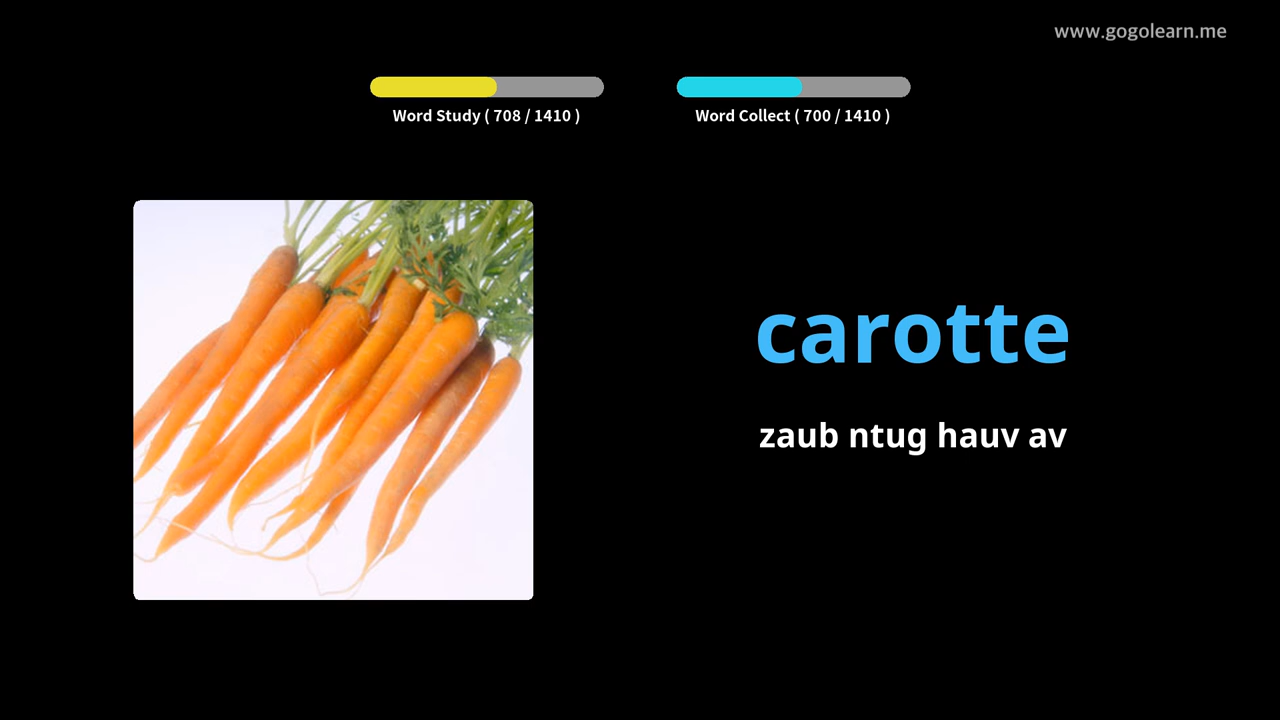 www.gogolearn.me
Word Study ( 708 / 1410 )
Word Collect ( 700 / 1410 )
carotte
zaub ntug hauv av